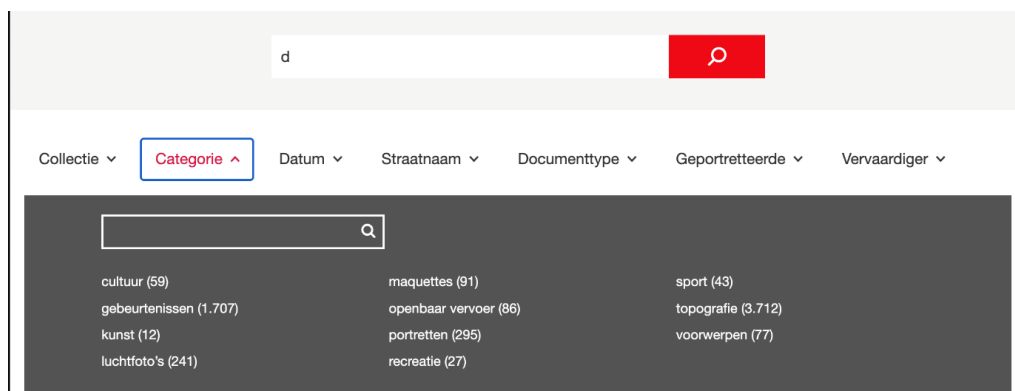 d
Collectie Categorie Datum Straatnaam Documenttype Geportretteerde Vervaardiger
cultuur (59) maquettes (91) sport (43)
gebeurtenissen (1.707) openbaar vervoer (86) topografie (3.712)
kunst (12) portretten (295) voorwerpen (77)
luchtfoto's (241) recreatie (27)